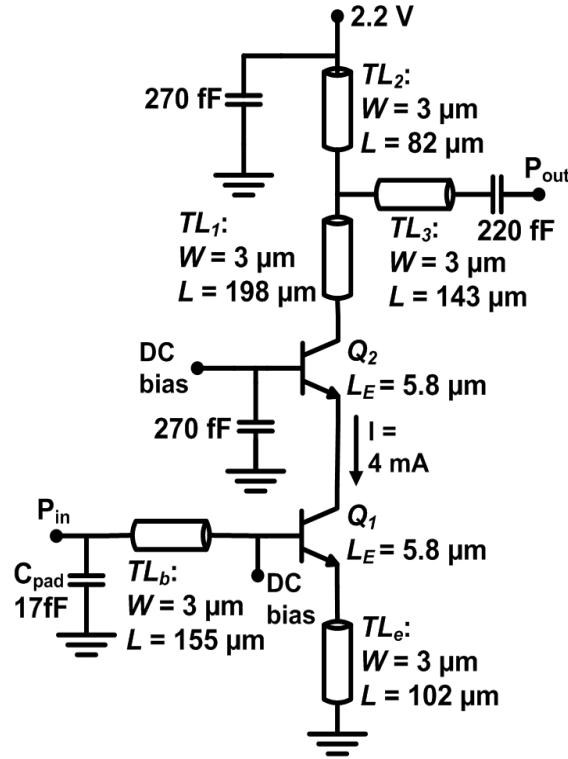 2.2 V
270 fF
TL2:
W = 3 μm
L = 82 μm
Pout
TL1:
W = 3 μm
L = 198 μm
TL3:
W = 3 μm
L = 143 μm
220 fF
DC
bias
Q2
LE = 5.8 μm
270 fF
I =
4 mA
Pin
Q1
LE = 5.8 μm
Cpad
17fF
TLb:
W = 3 μm
L = 155 μm
DC
bias
TLe:
W = 3 μm
L = 102 μm